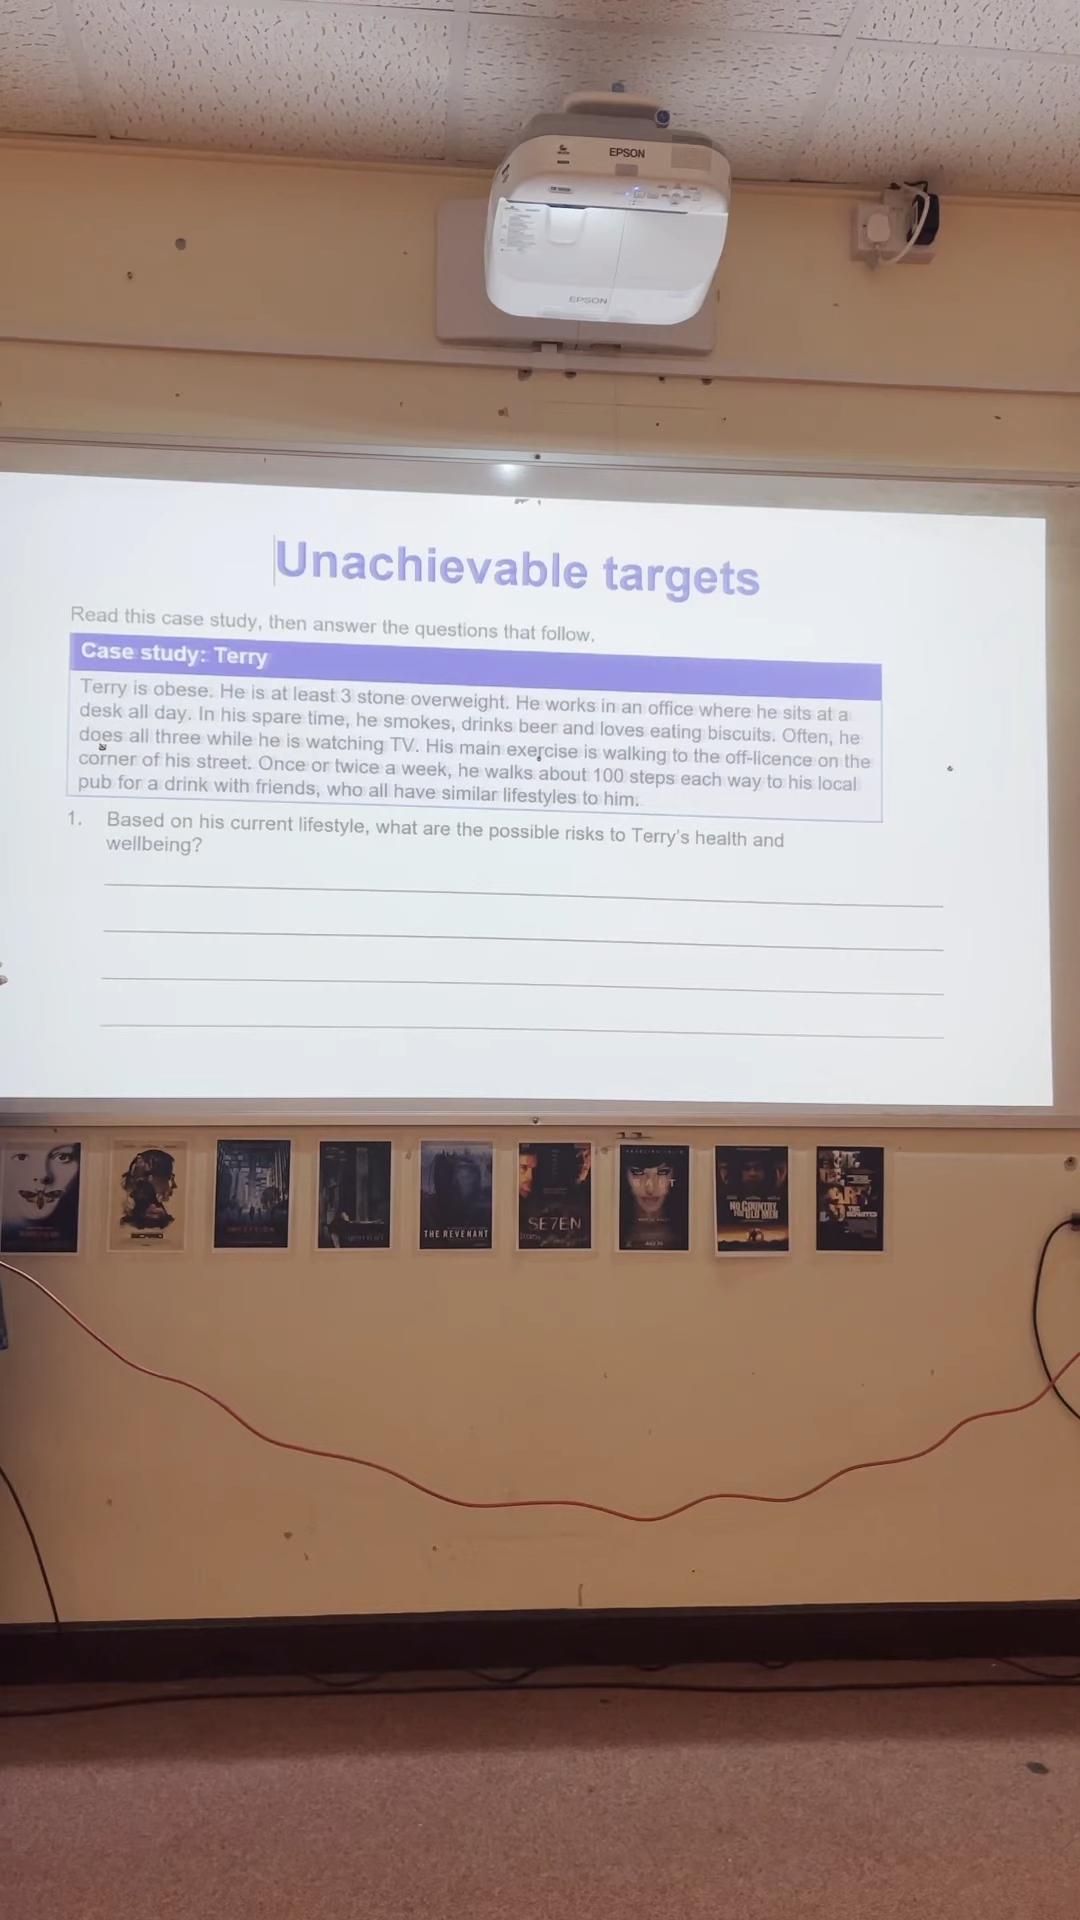 EPSON
EPSON
Unachievable targets
Read this case study, then answer the questions that follow.
Case study: Terry
Terry is obese. He is at least 3 stone overweight. He works in an office where he sits at a
desk all day. In his spare time, he smokes, drinks beer and loves eating biscuits. Often, he
does all three while he is watching TV. His main exercise is walking to the off-licence on the
corner of his street. Once or twice a week, he walks about 100 steps each way to his local
pub for a drink with friends, who all have similar lifestyles to him.
1. Based on his current lifestyle, what are the possible risks to Terry's health and
wellbeing?
SICARIO
INCEPTION
THE REVENANT
SE7EN
SALT
NO COUNTRY
FOR OLD MEN
THE DEPARTED